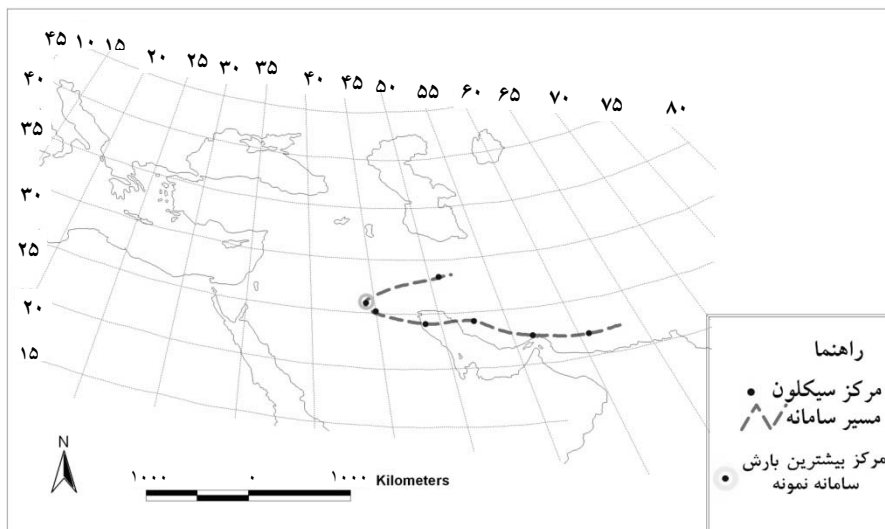 ۴۵ ۱۰ ۱۵ ۲۰ ۲۵ ۳۰ ۳۵ ۴۰ ۴۵ ۵۰ ۵۵ ۶۰ ۶۵ ۷۰ ۷۵ ۸۰
۴۰
۳۵
۳۰
۲۵
۲۰
۱۵
راهنما
مرکز سیکلون
مسیر سامانه
مرکز بیشترین بارش
سامانه نمونه
N
۱۰۰۰ ۰ ۱۰۰۰ Kilometers